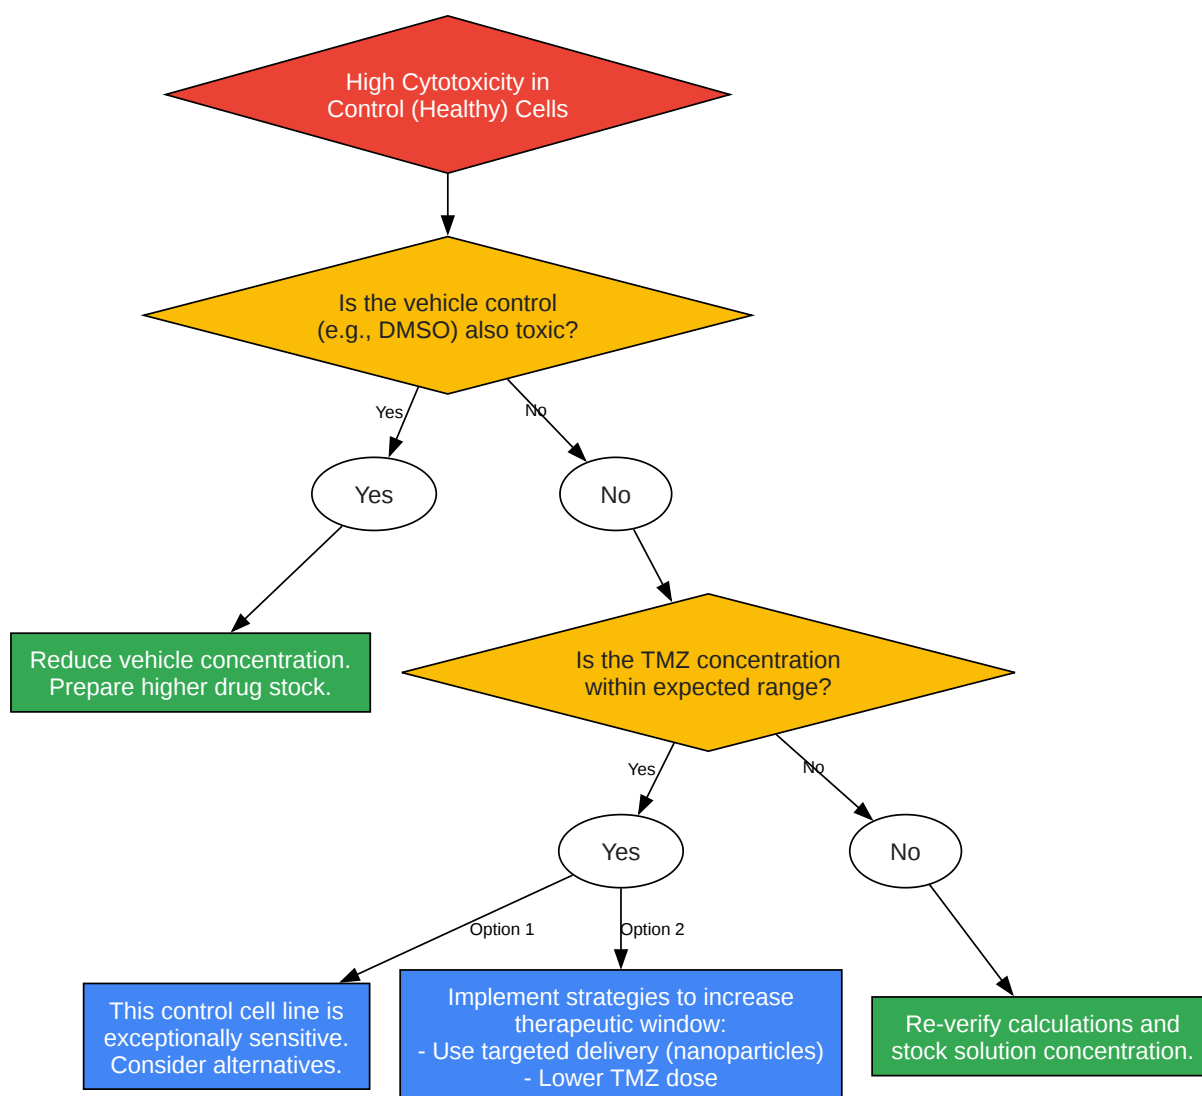 High Cytotoxicity in
Control (Healthy) Cells
Is the vehicle control
(e.g., DMSO) also toxic?
Yes
No
Yes
No
Reduce vehicle concentration.
Prepare higher drug stock.
Is the TMZ concentration
within expected range?
Yes
No
Yes
No
Option 1
Option 2
This control cell line is
exceptionally sensitive.
Consider alternatives.
Implement strategies to increase
therapeutic window:
- Use targeted delivery (nanoparticles)
- Lower TMZ dose
Re-verify calculations and
stock solution concentration.